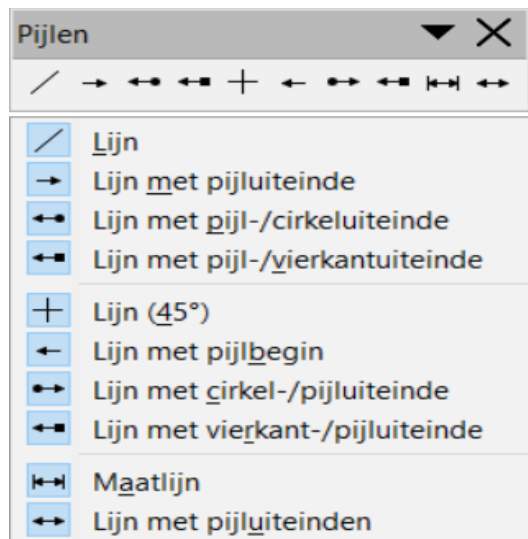 Pijlen
Lijn
Lijn met pijluiteinde
Lijn met pijl-/cirkeluiteinde
Lijn met pijl-/vierkantuiteinde
Lijn (45°)
Lijn met pijlbegin
Lijn met cirkel-/pijluiteinde
Lijn met vierkant-/pijluiteinde
Maatlijn
Lijn met pijluiteinden